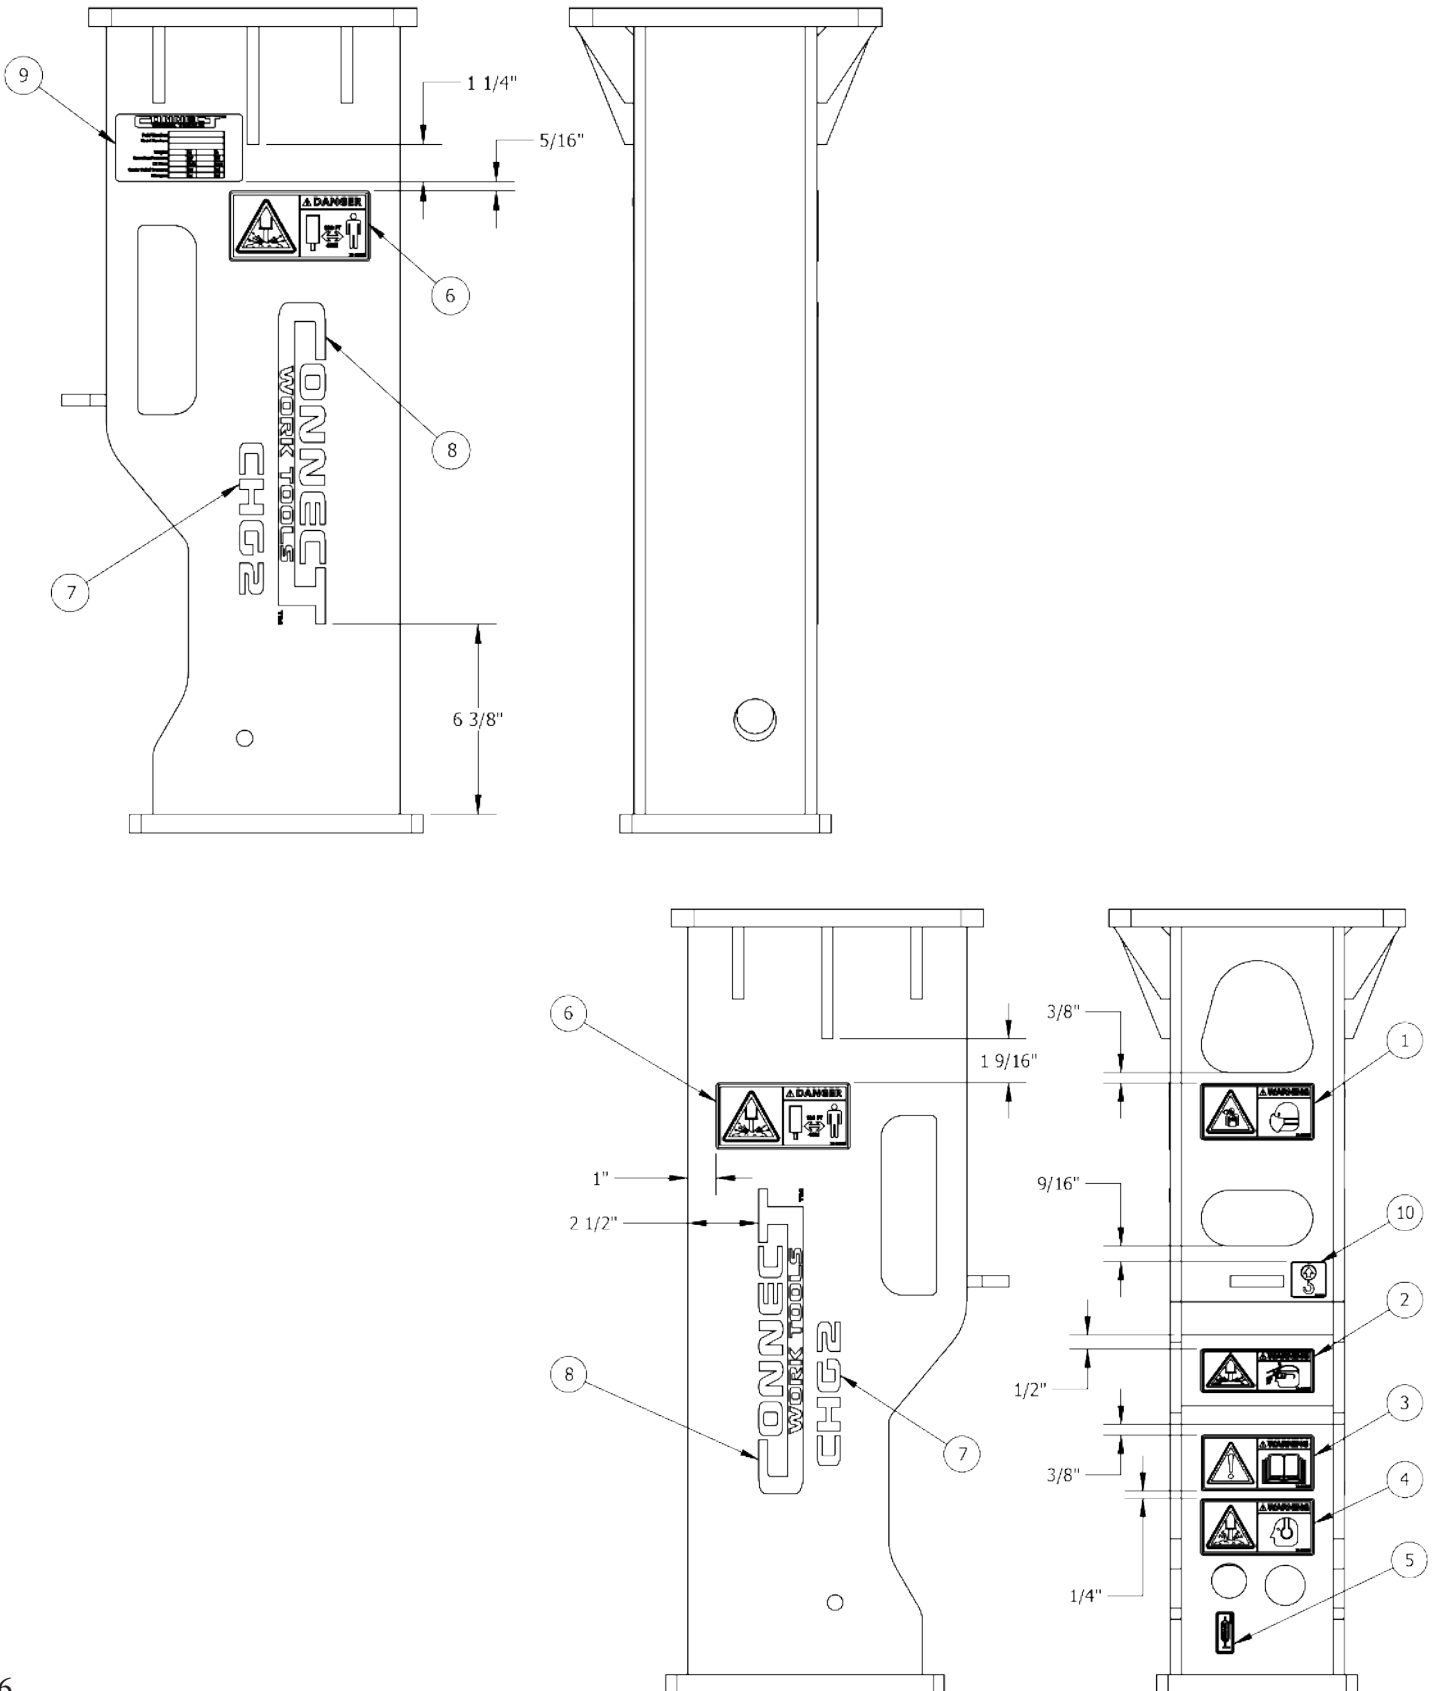 9
1 1/4"
5/16"
DANGER
6
8
CONNECT
WORK TOOLS
TM
CHG2
7
6 3/8"
6
1 9/16"
DANGER
1"
2 1/2"
TM
CONNECT
WORK TOOLS
CHG2
8
7
3/8"
1
WARNING
9/16"
10
2
WARNING
1/2"
3
WARNING
3/8"
4
WARNING
5
1/4"
6